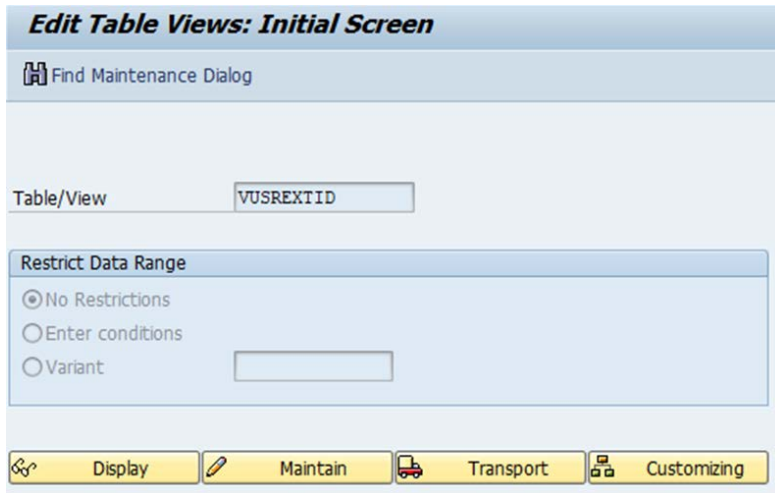 Edit Table Views: Initial Screen
Find Maintenance Dialog
Table/View VUSREXTID
Restrict Data Range
No Restrictions
Enter conditions
Variant
Display Maintain Transport Customizing